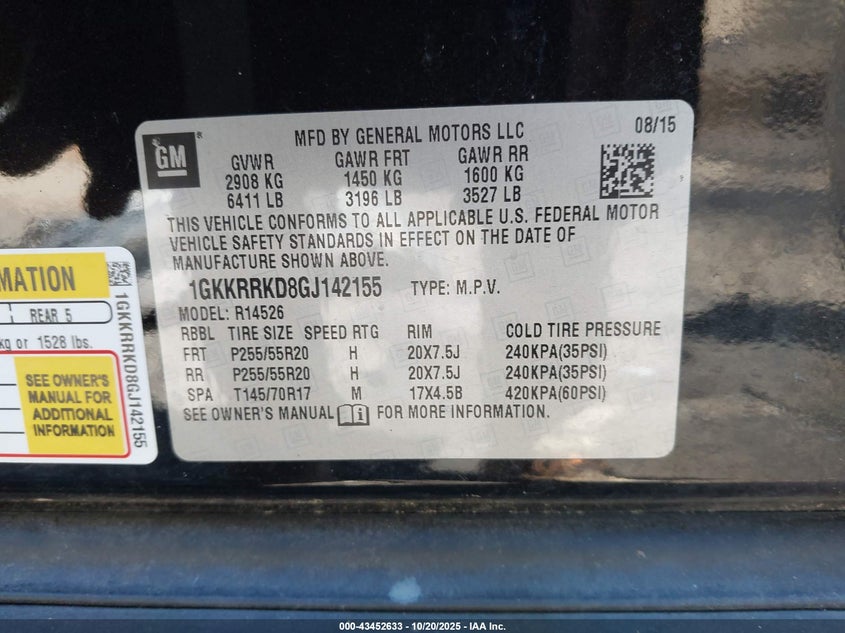 GM
MFD BY GENERAL MOTORS LLC
08/15
GVWR GAWR FRT GAWR RR
2908 KG 1450 KG 1600 KG
6411 LB 3196 LB 3527 LB
THIS VEHICLE CONFORMS TO ALL APPLICABLE U.S. FEDERAL MOTOR
VEHICLE SAFETY STANDARDS IN EFFECT ON THE DATE OF
MANUFACTURE SHOWN ABOVE.
1GKKRRKD8GJ142155 TYPE: M.P.V.
MODEL: R14526
RBBL TIRE SIZE SPEED RTG RIM COLD TIRE PRESSURE
FRT P255/55R20 H 20X7.5J 240KPA(35PSI)
RR P255/55R20 H 20X7.5J 240KPA(35PSI)
SPA T145/70R17 M 17X4.5B 420KPA(60PSI)
SEE OWNER'S MANUAL FOR MORE INFORMATION.
MATION
REAR 5
kg or 1528 lbs.
SEE OWNER'S
MANUAL FOR
ADDITIONAL
INFORMATION
1GKKRRKD8GJ142155
000-43452633 | 10/20/2025 - IAA Inc.